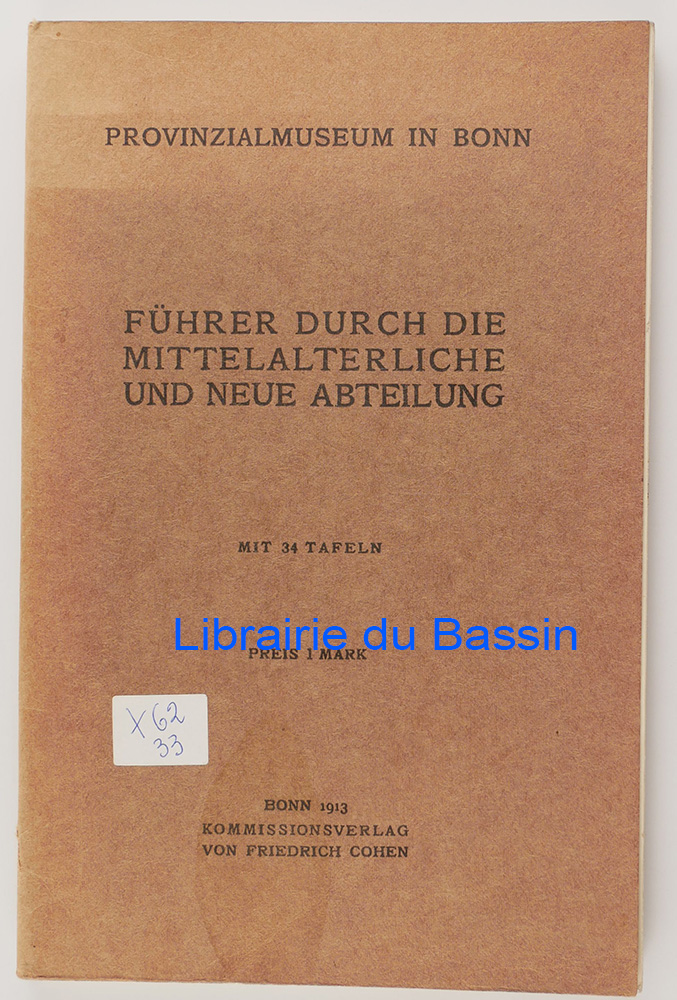 PROVINZIALMUSEUM IN BONN
FÜHRER DURCH DIE
MITTELALTERLICHE
UND NEUE ABTEILUNG
MIT 34 TAFELN
Librairie du Bassin
PREIS 1 MARK
X62
33
BONN 1913
KOMMISSIONSVERLAG
VON FRIEDRICH COHEN